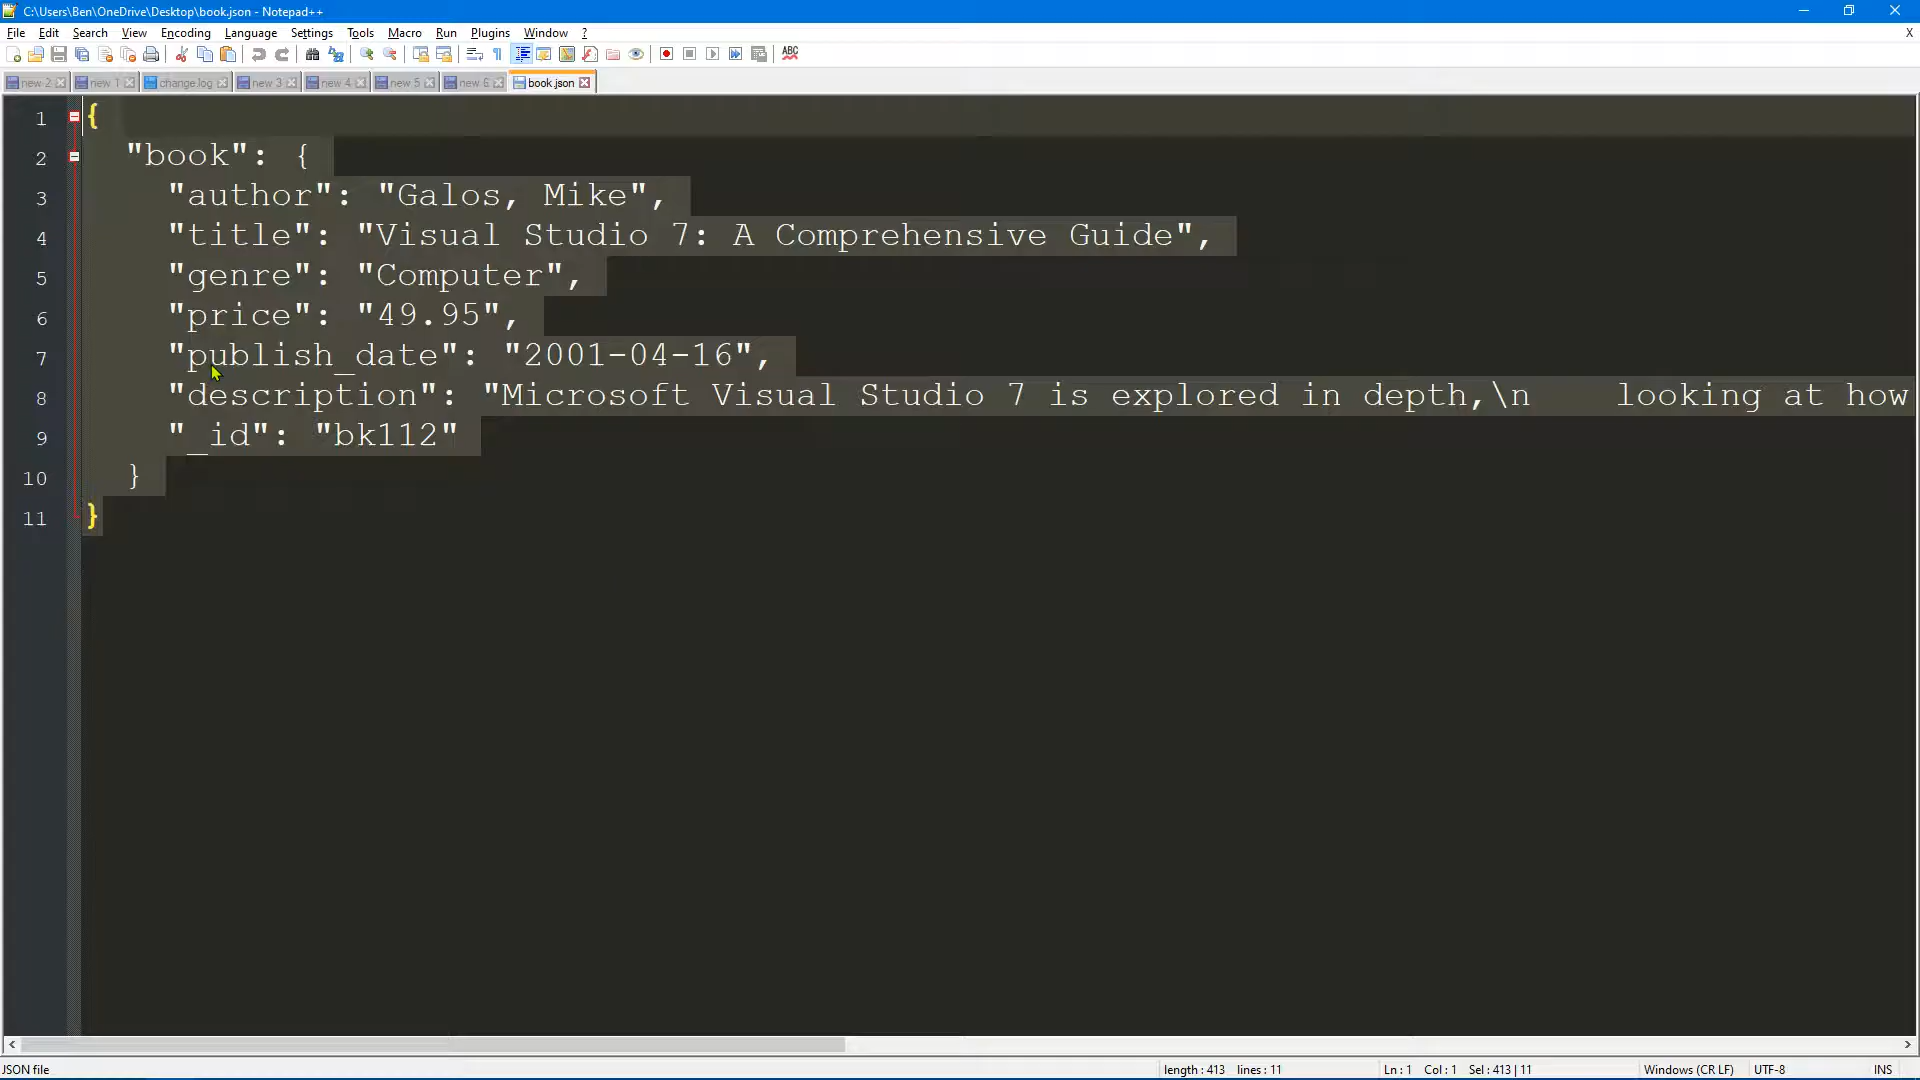 C:\Users\Ben\OneDrive\Desktop\book.json - Notepad++
File Edit Search View Encoding Language Settings Tools Macro Run Plugins Window ? X
ABC
new 2 new 1 change.log new 3 new 4 new 5 new 6 book.json
1 {
2 "book": {
3 "author": "Galos, Mike",
4 "title": "Visual Studio 7: A Comprehensive Guide",
5 "genre": "Computer",
6 "price": "49.95",
7 "publish_date": "2001-04-16",
8 "description": "Microsoft Visual Studio 7 is explored in depth,\n    looking at how
9 "_id": "bk112"
10 }
11 }
JSON file length : 413 lines : 11 Ln : 1 Col : 1 Sel : 413 | 11 Windows (CR LF) UTF-8 INS